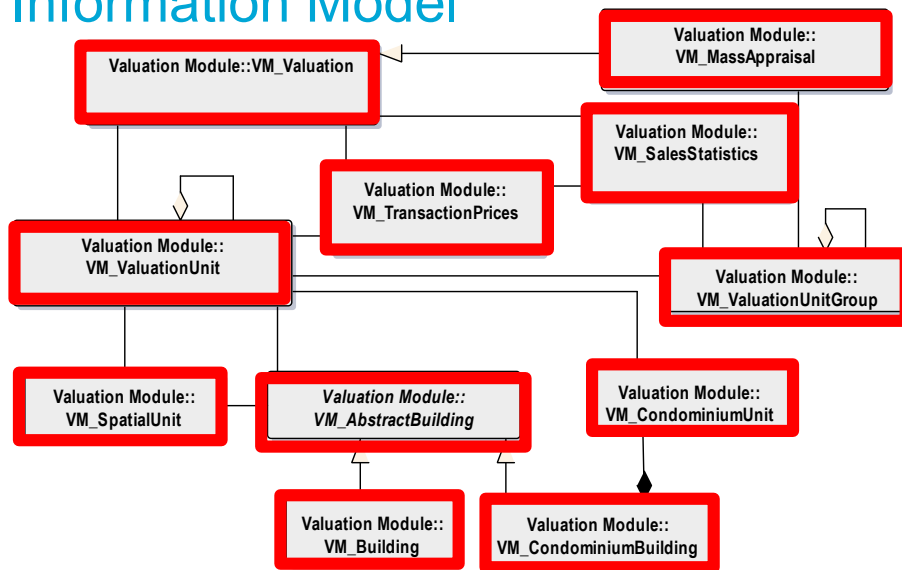 Information Model
Valuation Module::
VM_MassAppraisal
Valuation Module::VM_Valuation
Valuation Module::
VM_SalesStatistics
Valuation Module::
VM_TransactionPrices
Valuation Module::
VM_ValuationUnit
Valuation Module::
VM_ValuationUnitGroup
Valuation Module::
VM_SpatialUnit
Valuation Module::
VM_AbstractBuilding
Valuation Module::
VM_CondominiumUnit
Valuation Module::
VM_Building
Valuation Module::
VM_CondominiumBuilding